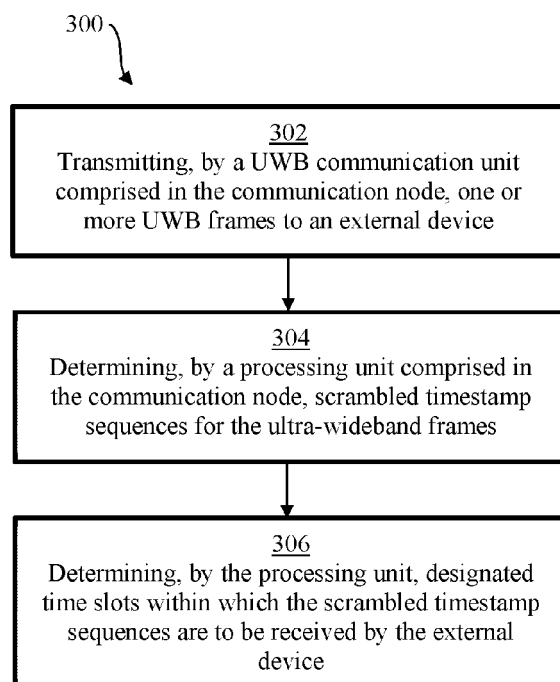 300
302
Transmitting, by a UWB communication unit
comprised in the communication node, one or
more UWB frames to an external device
304
Determining, by a processing unit comprised in
the communication node, scrambled timestamp
sequences for the ultra-wideband frames
306
Determining, by the processing unit, designated
time slots within which the scrambled timestamp
sequences are to be received by the external
device